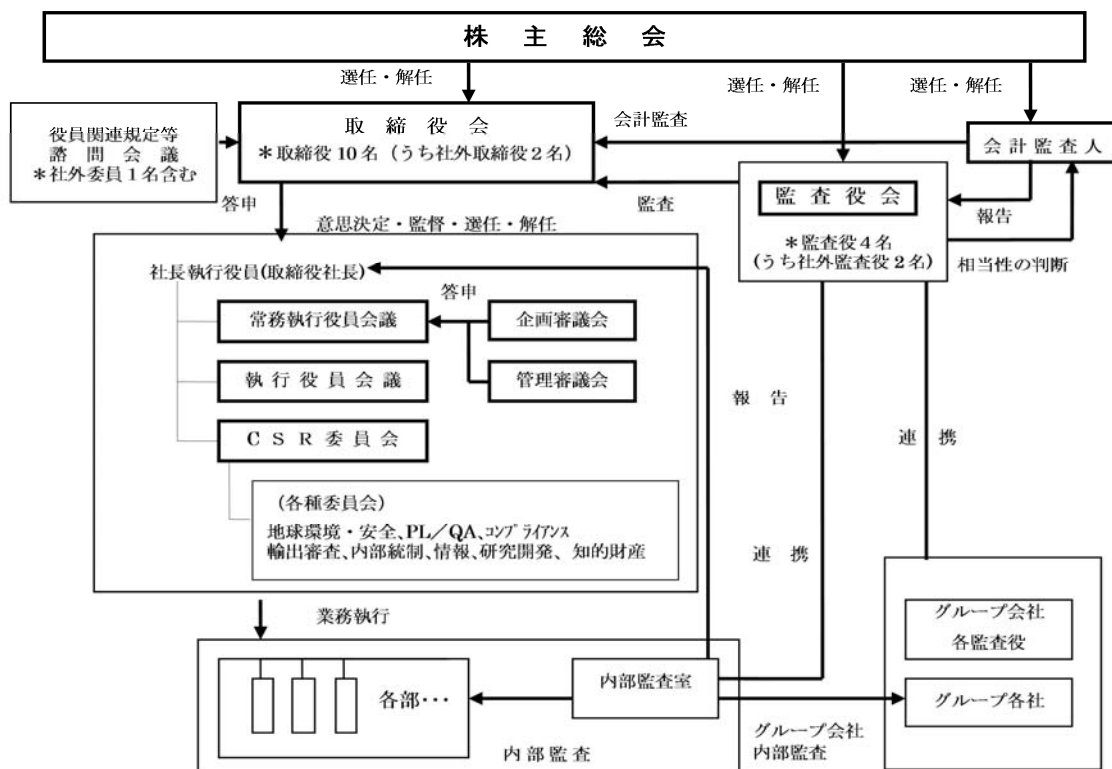 株主総会
選任・解任
選任・解任
選任・解任
役員関連規定等
諮問会議
*社外委員1名含む
取締役会
*取締役10名(うち社外取締役2名)
会計監査
会計監査人
答申
監査
監査役会
*監査役4名
(うち社外監査役2名)
報告
相当性の判断
意思決定・監督・選任・解任
社長執行役員(取締役社長)
答申
常務執行役員会議
企画審議会
執行役員会議
管理審議会
報告
CSR委員会
連携
(各種委員会)
地球環境・安全、PL/QA、コンプライアンス
輸出審査、内部統制、情報、研究開発、知的財産
連携
業務執行
グループ会社
各監査役
各部・・・
内部監査室
グループ各社
内部監査
グループ会社
内部監査